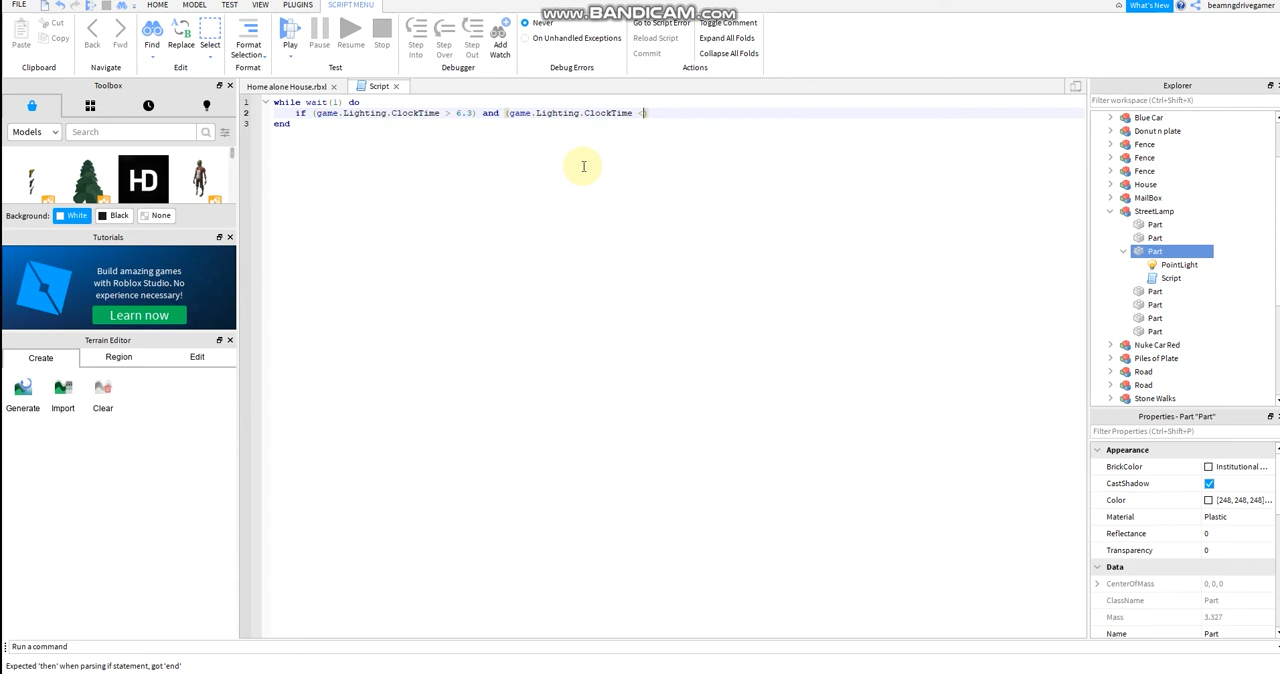 www.BANDICAM.com
FILE
HOME
MODEL
TEST
VIEW
PLUGINS
SCRIPT MENU
What's New
beamngdrivegamer
Paste
Cut
Copy
Clipboard
Back
Fwd
Navigate
Find
Replace
Select
Edit
Format
Selection
Format
Play
Pause
Resume
Stop
Test
Step
Into
Step
Over
Step
Out
Add
Watch
Debugger
Never
On Unhandled Exceptions
Debug Errors
Go to Script Error
Reload Script
Commit
Toggle Comment
Expand All Folds
Collapse All Folds
Actions
Toolbox
Models
Search
HD
Background:
White
Black
None
Tutorials
Build amazing games
with Roblox Studio. No
experience necessary!
Learn now
Terrain Editor
Create
Region
Edit
Generate
Import
Clear
Home alone House.rbxl
Script
1 while wait(1) do
2 if (game.Lighting.ClockTime > 6.3) and (game.Lighting.ClockTime <)
3 end
Explorer
Filter workspace (Ctrl+Shift+X)
Blue Car
Donut n plate
Fence
Fence
Fence
House
MailBox
StreetLamp
Part
Part
Part
PointLight
Script
Part
Part
Part
Part
Nuke Car Red
Piles of Plate
Road
Road
Stone Walks
Properties - Part "Part"
Filter Properties (Ctrl+Shift+P)
Appearance
BrickColor Institutional ...
CastShadow
Color [248, 248, 248]...
Material Plastic
Reflectance 0
Transparency 0
Data
CenterOfMass 0, 0, 0
ClassName Part
Mass 3.327
Name Part
Run a command
Expected 'then' when parsing if statement, got 'end'